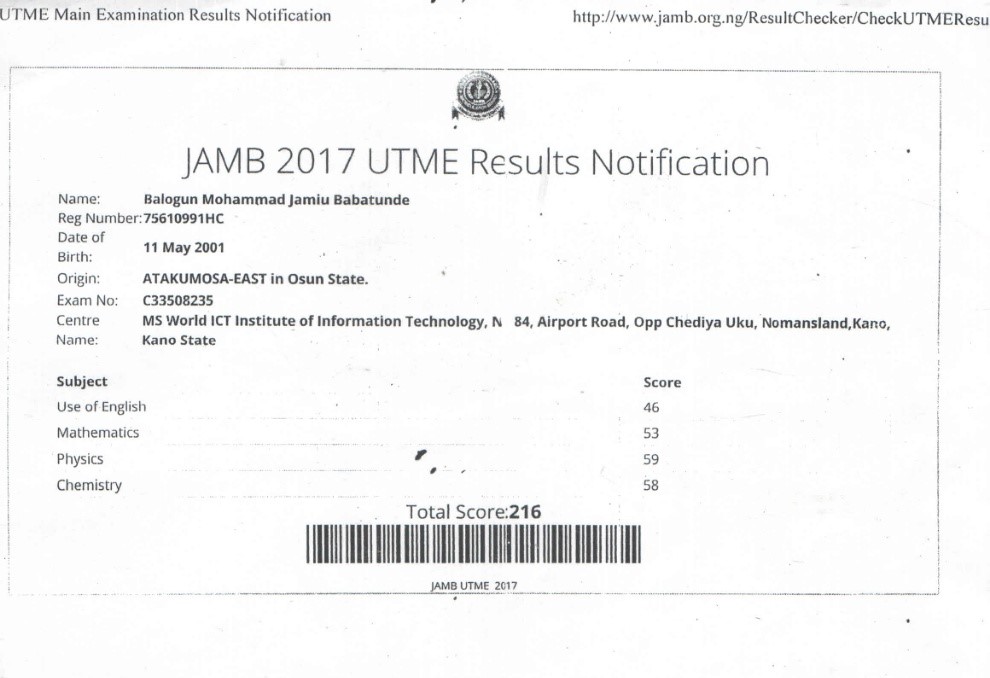 UTME Main Examination Results Notification http://www.jamb.org.ng/ResultChecker/CheckUTMEResu
JAMB 2017 UTME Results Notification
Name: Balogun Mohammad Jamiu Babatunde
Reg Number:75610991HC
Date of Birth: 11 May 2001
Origin: ATAKUMOSA-EAST in Osun State.
Exam No: C33508235
Centre Name: MS World ICT Institute of Information Technology, N 84, Airport Road, Opp Chediya Uku, Nomansland,Kano,
Kano State
Subject Score
Use of English 46
Mathematics 53
Physics 59
Chemistry 58
Total Score:216
JAMB UTME 2017